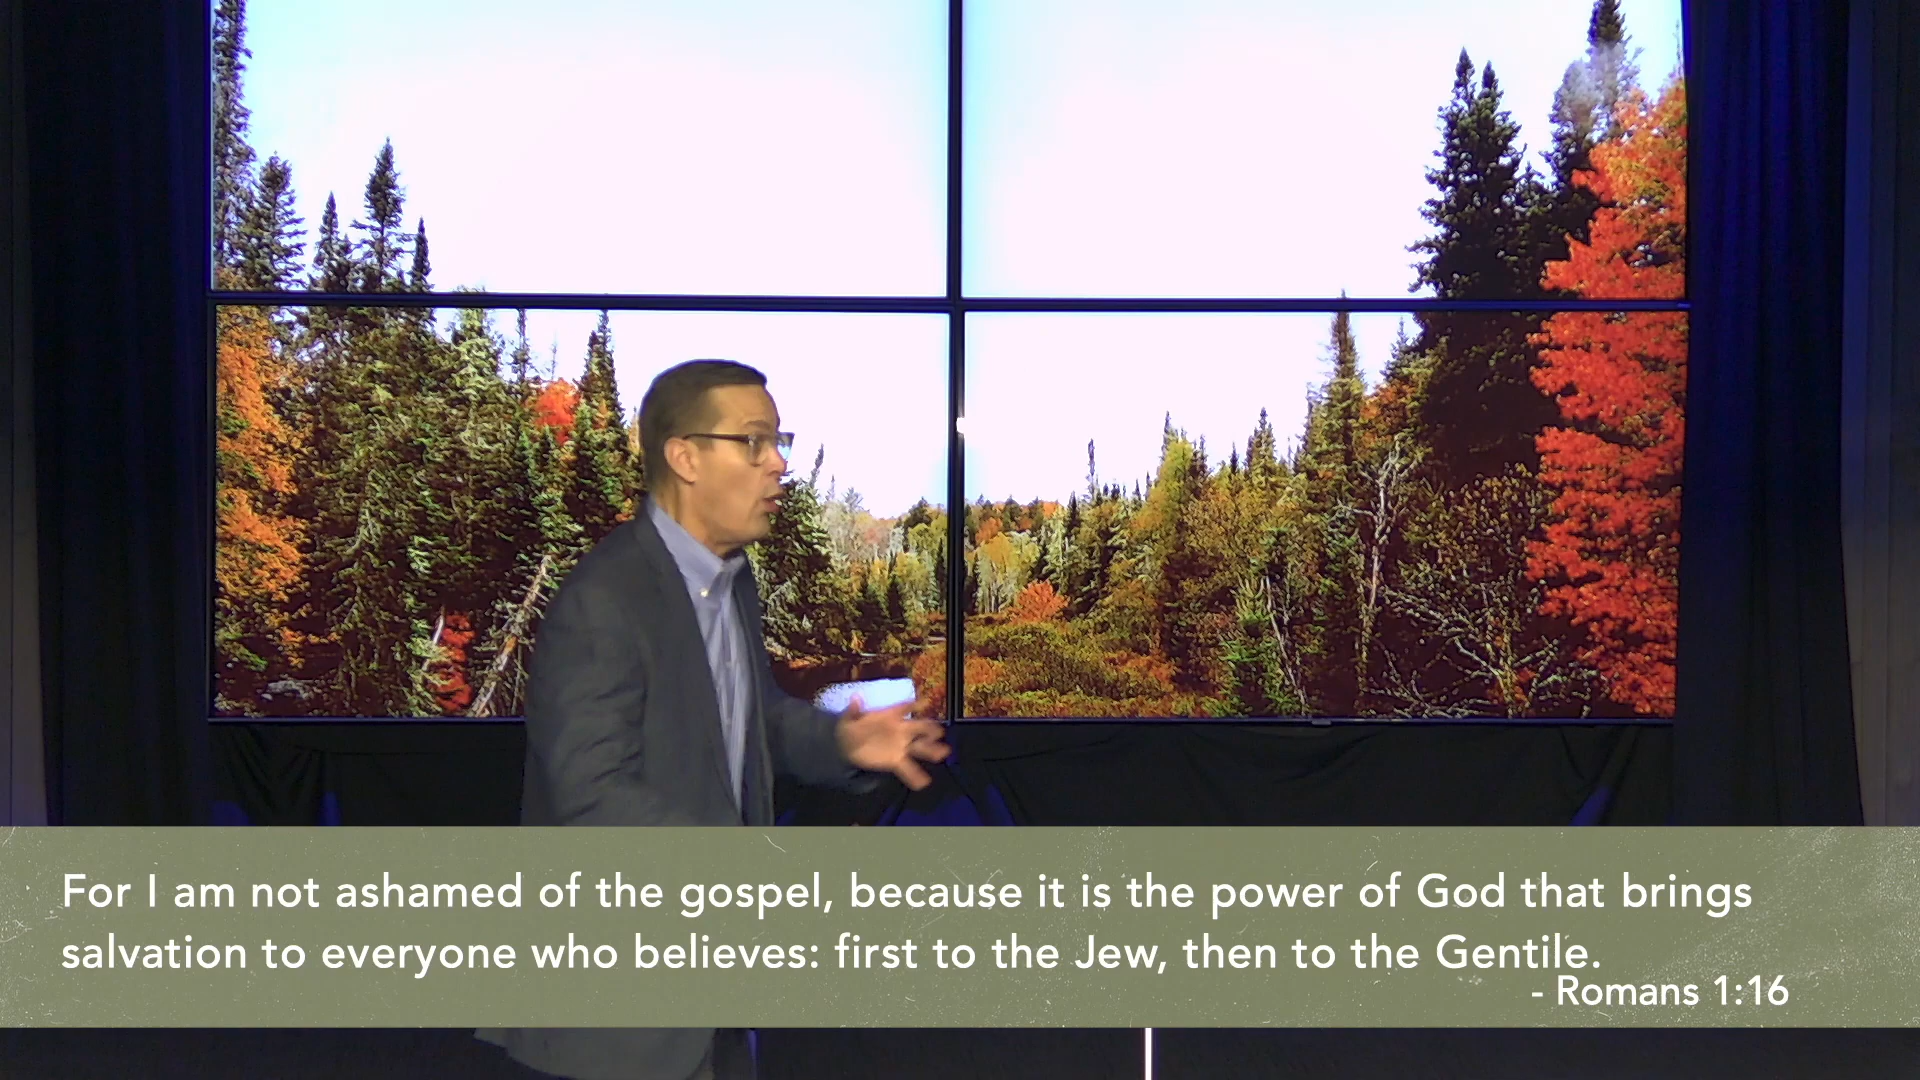 For I am not ashamed of the gospel, because it is the power of God that brings
salvation to everyone who believes: first to the Jew, then to the Gentile.
- Romans 1:16